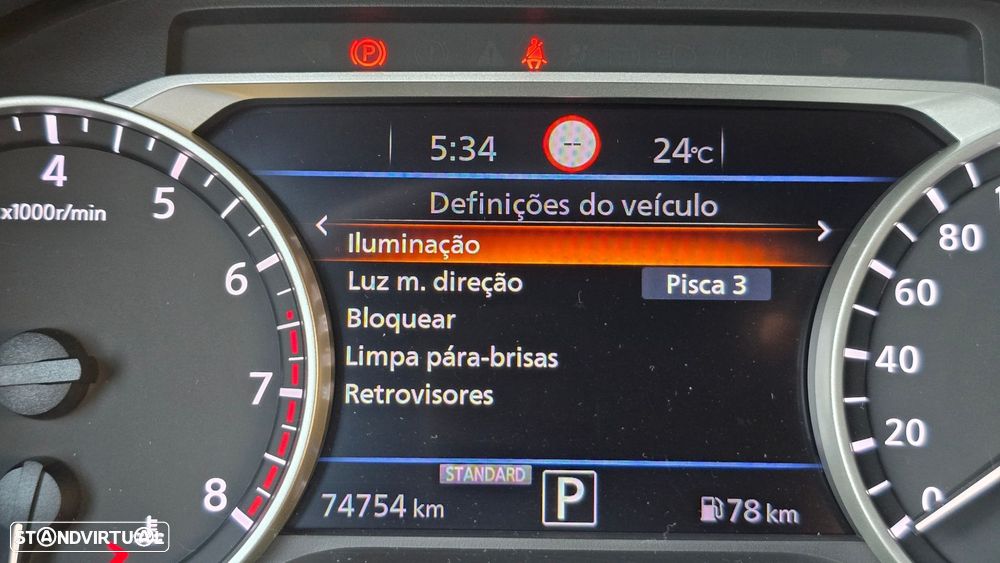 5:34 -- 24°C
Definições do veículo
Iluminação
Luz m. direção Pisca 3
Bloquear
Limpa pára-brisas
Retrovisores
STANDARD
74754 km P 78 km
4
x1000r/min 5
6
7
8
80
60
40
20
0
P
STANDVIRTUAL